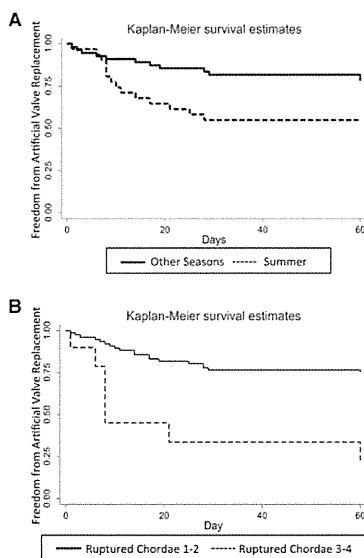 A
Kaplan-Meier survival estimates
Freedom from Artificial Valve Replacement
1.00
0.75
0.50
0.25
0.00
0 20 40 60
Days
Other Seasons Summer
B
Kaplan-Meier survival estimates
Freedom from Artificial Valve Replacement
1.00
0.75
0.50
0.25
0.00
0 20 40 60
Day
Ruptured Chordae 1-2 Ruptured Chordae 3-4